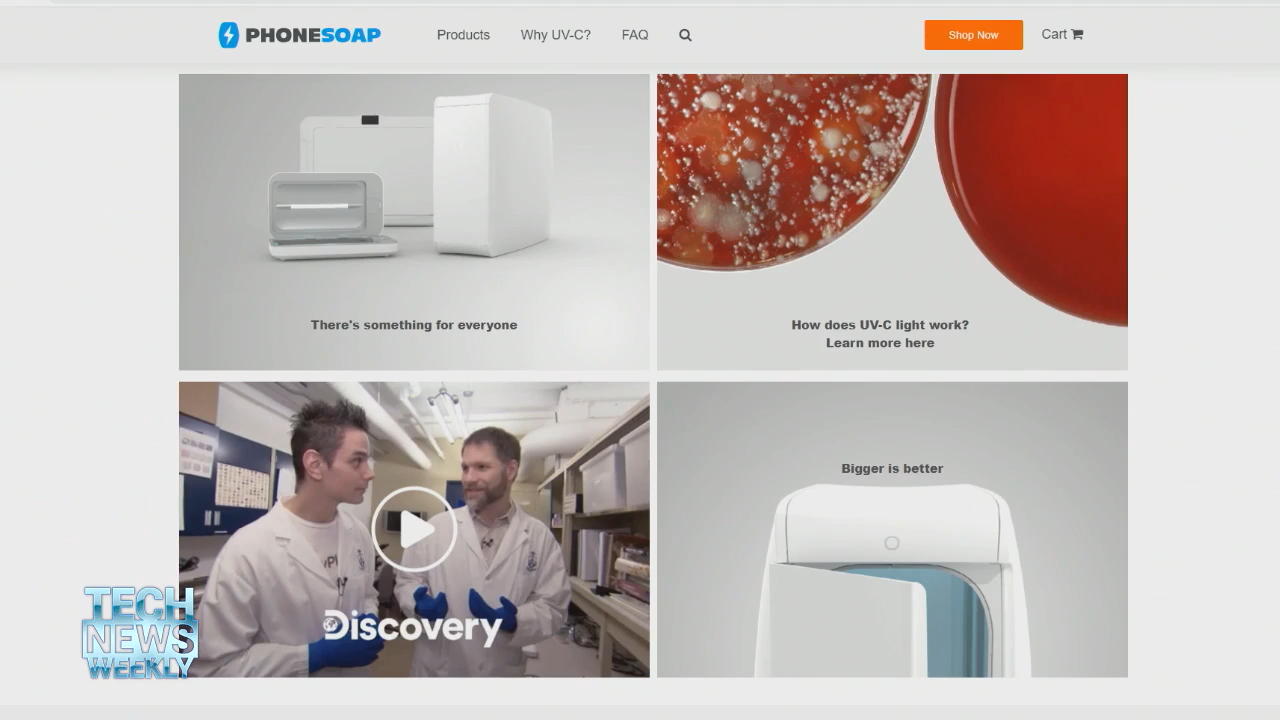 PHONESOAP
Products
Why UV-C?
FAQ
Shop Now
Cart
There's something for everyone
How does UV-C light work?
Learn more here
Discovery
Bigger is better
TECH
NEWS
WEEKLY